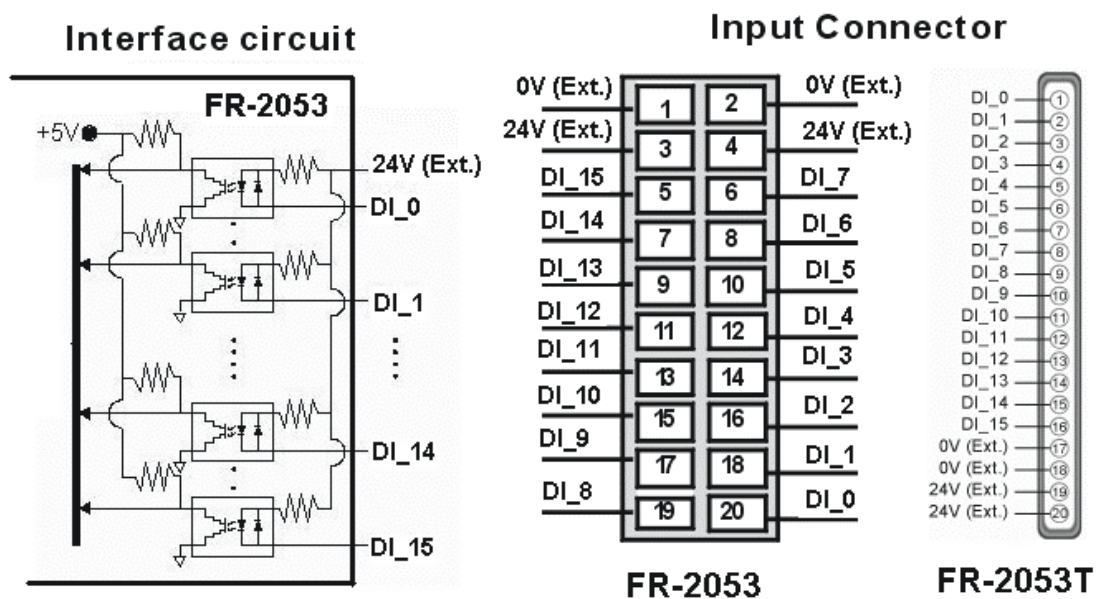 Interface circuit
FR-2053
+5V
24V (Ext.)
DI_0
DI_1
DI_14
DI_15
Input Connector
0V (Ext.) 1 2 0V (Ext.)
24V (Ext.) 3 4 24V (Ext.)
DI_15 5 6 DI_7
DI_14 7 8 DI_6
DI_13 9 10 DI_5
DI_12 11 12 DI_4
DI_11 13 14 DI_3
DI_10 15 16 DI_2
DI_9 17 18 DI_1
DI_8 19 20 DI_0
FR-2053
DI_0 1
DI_1 2
DI_2 3
DI_3 4
DI_4 5
DI_5 6
DI_6 7
DI_7 8
DI_8 9
DI_9 10
DI_10 11
DI_11 12
DI_12 13
DI_13 14
DI_14 15
DI_15 16
0V (Ext.) 17
0V (Ext.) 18
24V (Ext.) 19
24V (Ext.) 20
FR-2053T